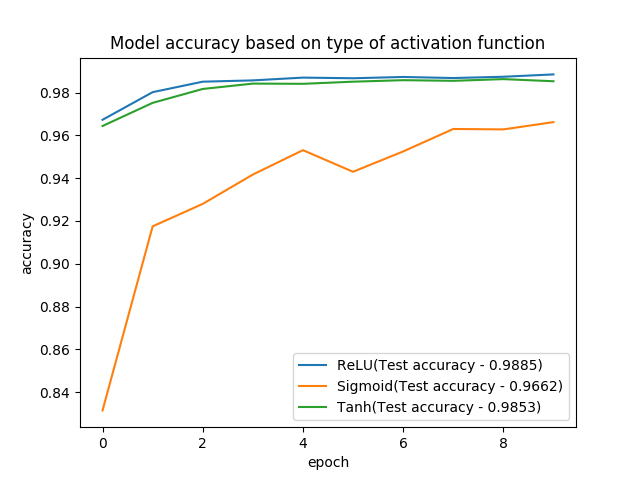 Model accuracy based on type of activation function
accuracy
0.98
0.96
0.94
0.92
0.90
0.88
0.86
0.84
ReLU(Test accuracy - 0.9885)
Sigmoid(Test accuracy - 0.9662)
Tanh(Test accuracy - 0.9853)
0 2 4 6 8
epoch